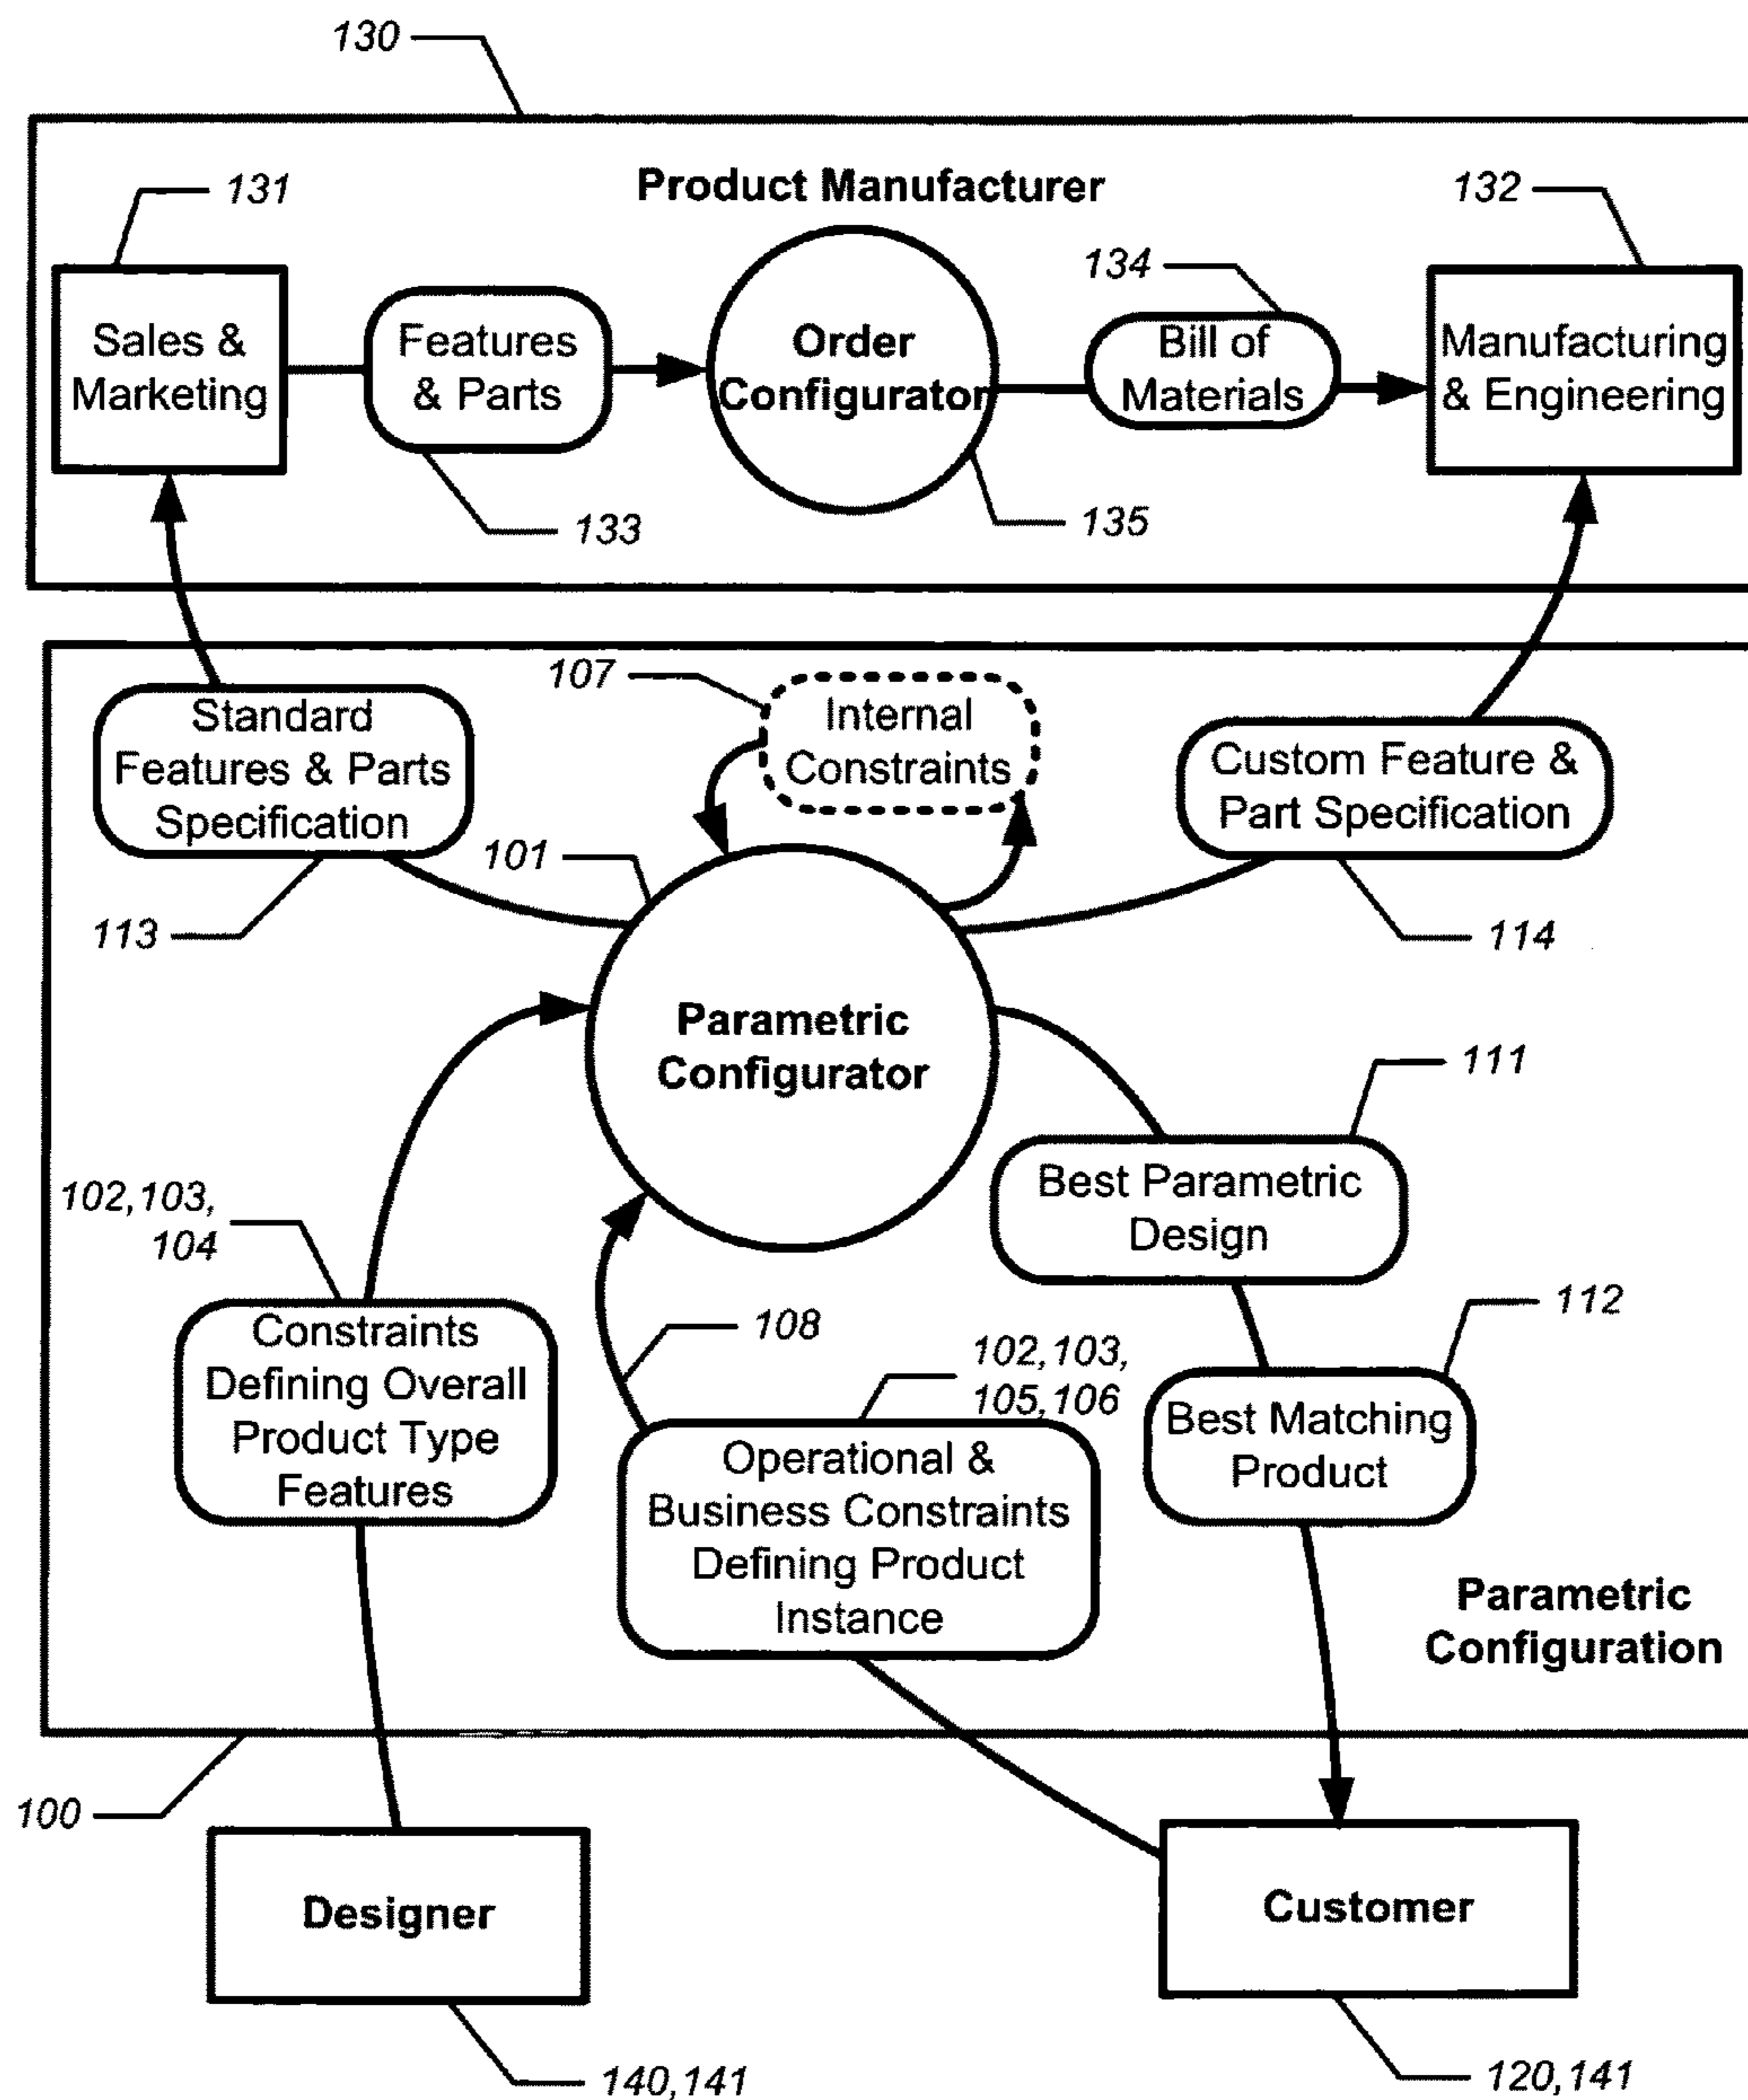 130
Product Manufacturer
131
132
134
Sales &
Marketing
Features
& Parts
Order
Configurator
Bill of
Materials
Manufacturing
& Engineering
133
135
107
Internal
Constraints
Standard
Features & Parts
Specification
Custom Feature &
Part Specification
101
113
114
Parametric
Configurator
111
Best Parametric
Design
102,103,
104
Constraints
Defining Overall
Product Type
Features
108
102,103,
105,106
112
Best Matching
Product
Operational &
Business Constraints
Defining Product
Instance
Parametric
Configuration
100
Designer
Customer
140,141
120,141